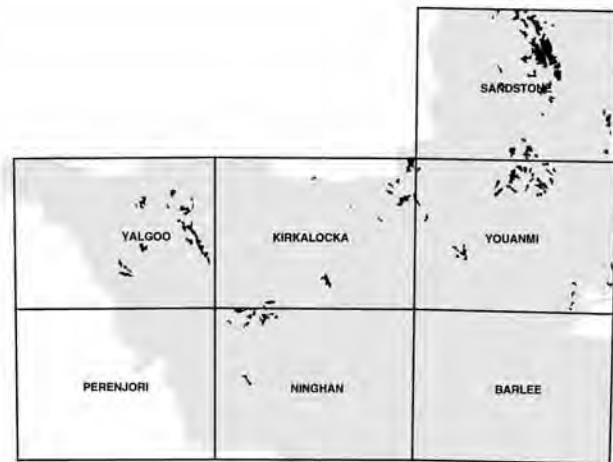 SANDSTONE
YALGOO
KIRKALOCKA
YOUANMI
PERENJORI
NINGHAN
BARLEE